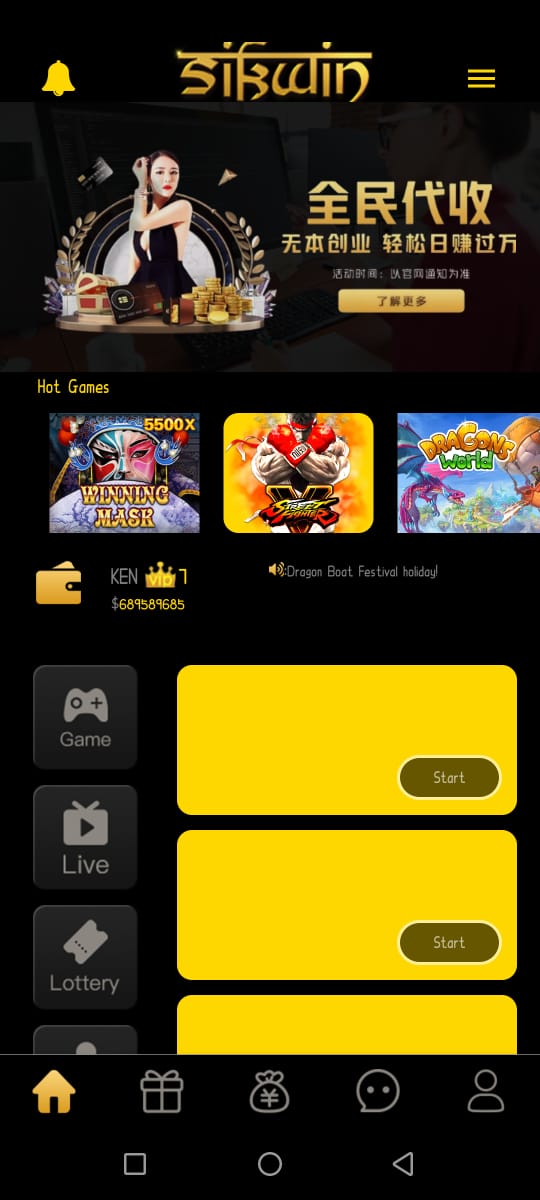 sikwin
全民代收
无本创业 轻松日赚过万
活动时间：以官网通知为准
了解更多
Hot Games
5500X
WINNING
MASK
V
STREET
FIGHTER
DRAGONS
World
KEN vip 7
$689589685
:Dragon Boat Festival holiday!
Game
Start
Live
Start
Lottery